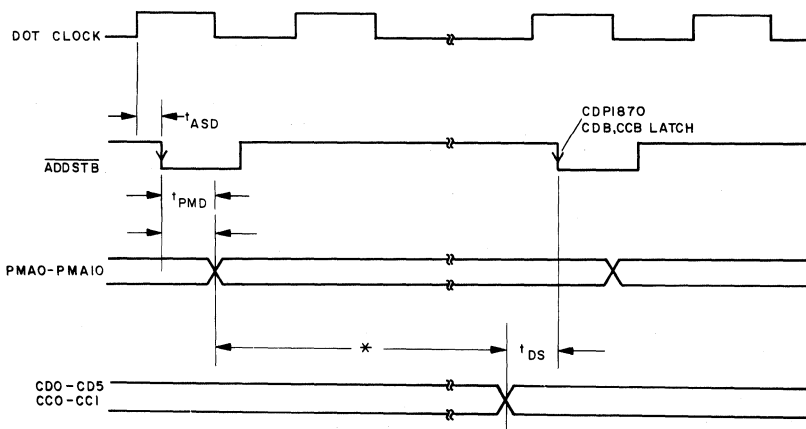 DOT CLOCK
tASD
CDP1870
CDB,CCB LATCH
ADDSTB
tPMD
PMA0-PMA10
*
tDS
CD0-CD5
CC0-CC1